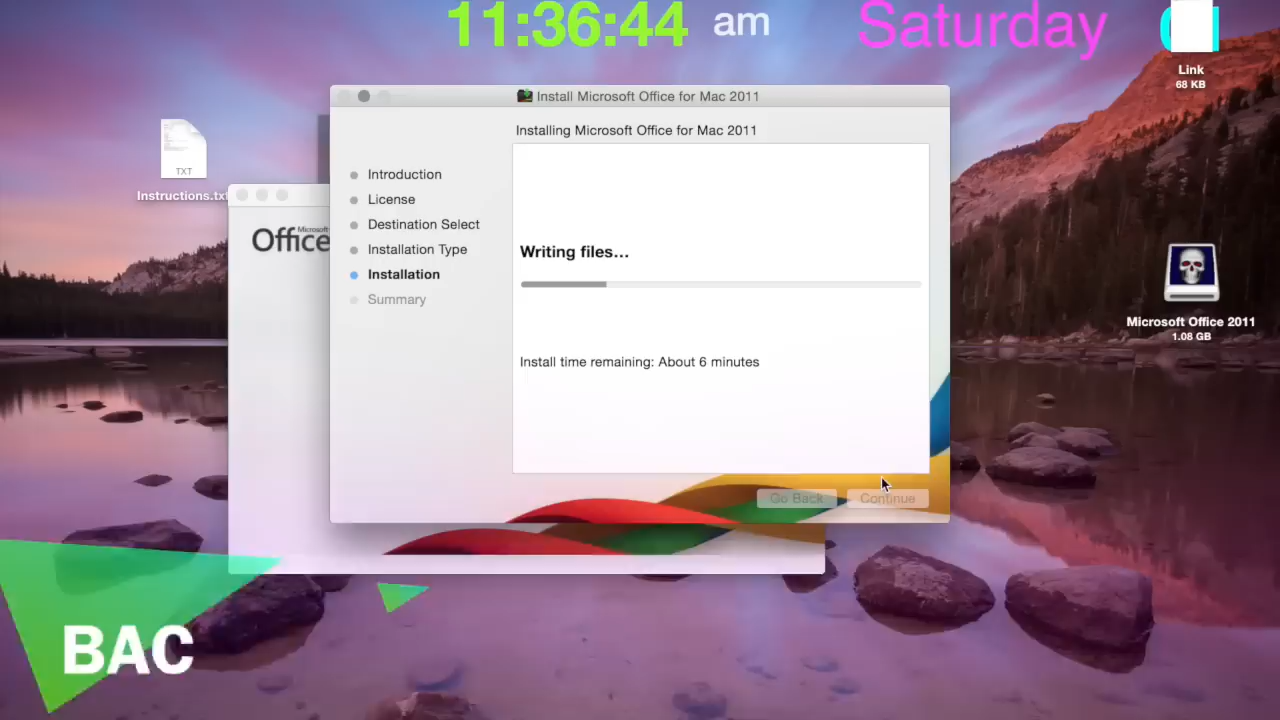 11:36:44 am Saturday
Link
68 KB
Install Microsoft Office for Mac 2011
Installing Microsoft Office for Mac 2011
TXT
Instructions.txt
Microsoft
Office
Introduction
License
Destination Select
Installation Type
Installation
Summary
Writing files...
Install time remaining: About 6 minutes
Go Back Continue
Microsoft Office 2011
1.08 GB
BAC